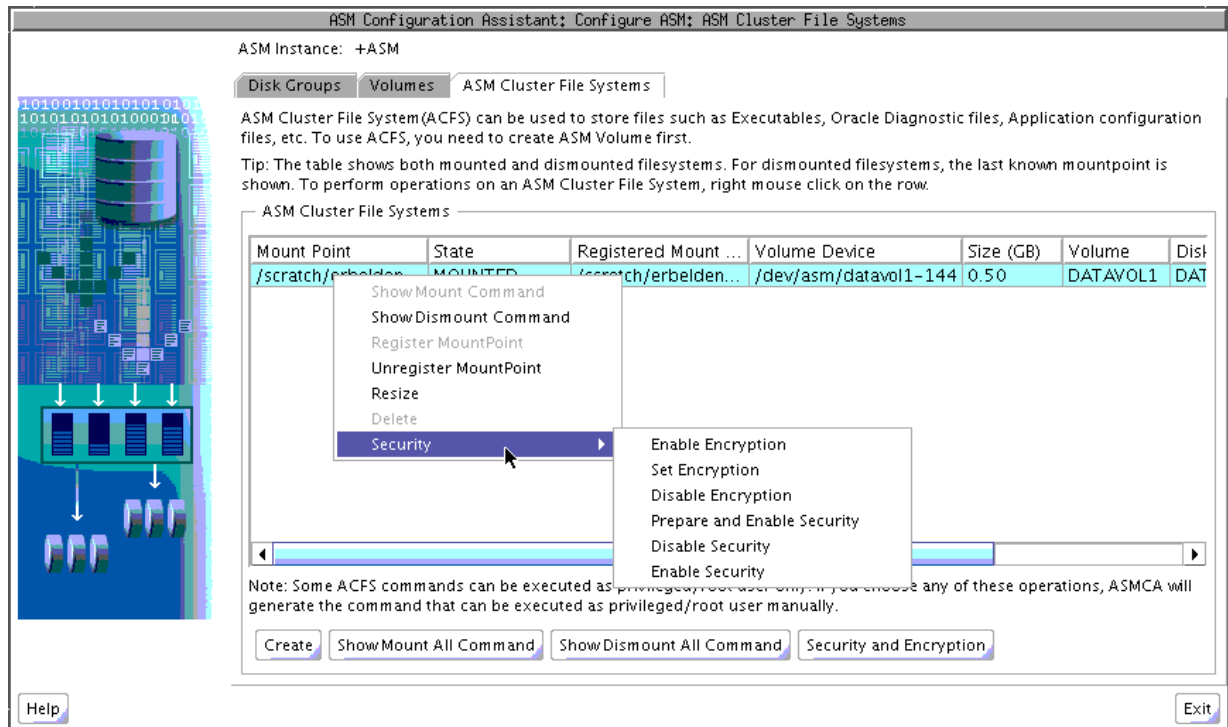 ASM Configuration Assistant: Configure ASM: ASM Cluster File Systems
ASM Instance: +ASM
Disk Groups Volumes ASM Cluster File Systems
ASM Cluster File System(ACFS) can be used to store files such as Executables, Oracle Diagnostic files, Application configuration
files, etc. To use ACFS, you need to create ASM Volume first.
Tip: The table shows both mounted and dismounted filesystems. For dismounted filesystems, the last known mountpoint is
shown. To perform operations on an ASM Cluster File System, right mouse click on the row.
ASM Cluster File Systems
Mount Point State Registered Mount ... Volume Device Size (GB) Volume Disk
/scratch/erbelden MOUNTED /scratch/erbelden... /dev/asm/datavol1-144 0.50 DATAVOL1 DAT
Show Mount Command
Show Dismount Command
Register MountPoint
Unregister MountPoint
Resize
Delete
Security
Enable Encryption
Set Encryption
Disable Encryption
Prepare and Enable Security
Disable Security
Enable Security
Note: Some ACFS commands can be executed as privileged/root user only. If you choose any of these operations, ASMCA will
generate the command that can be executed as privileged/root user manually.
Create Show Mount All Command Show Dismount All Command Security and Encryption
Help Exit